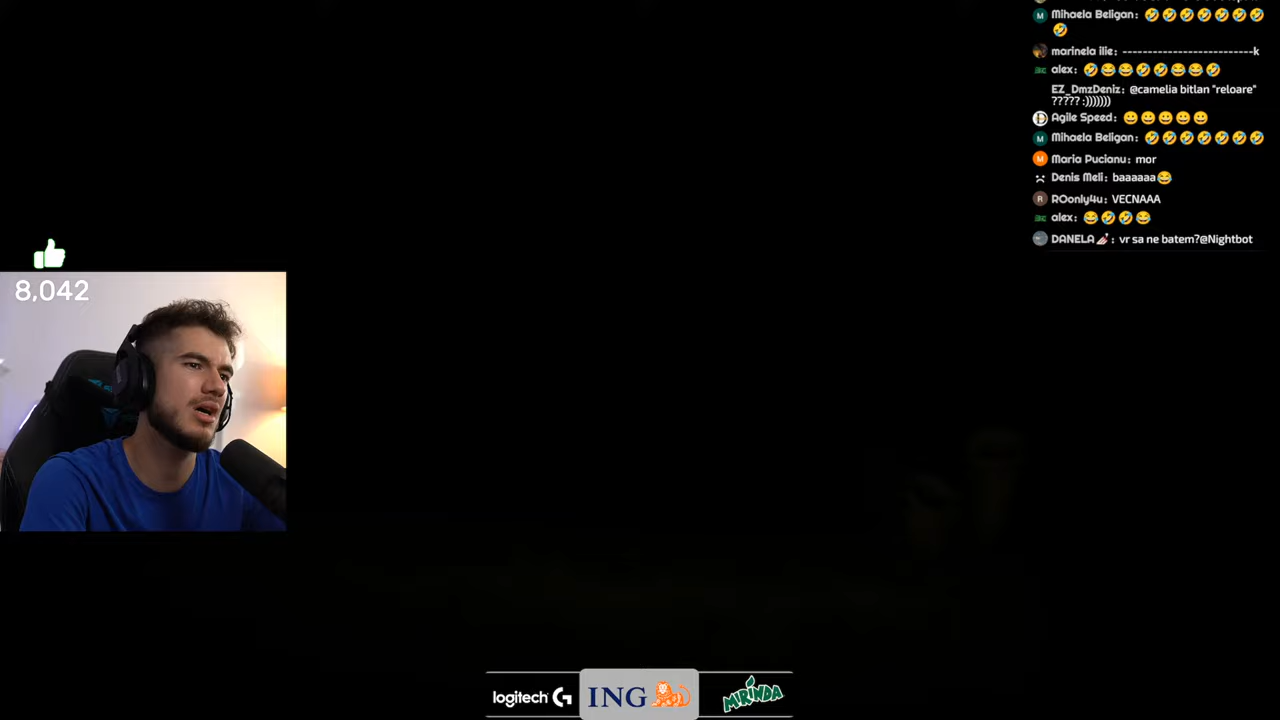 Mihaela Beligan: 🤣🤣🤣🤣🤣🤣🤣
🤣
marinela ilie: --------------------------k
alex: 🤣😂😂🤣🤣😂😂🤣
EZ_DmzDeniz: @camelia bitlan "reloare"
????? :)))))))
Agile Speed: 😀😀😀😀😀
Mihaela Beligan: 🤣🤣🤣🤣🤣🤣🤣
Maria Pucianu: mor
Denis Meli: baaaaaa😂
ROonly4u: VECNAAA
alex: 😂🤣🤣😂
DANELA💅🏻: vr sa ne batem?@Nightbot
8,042
logitech G
ING
MIRINDA